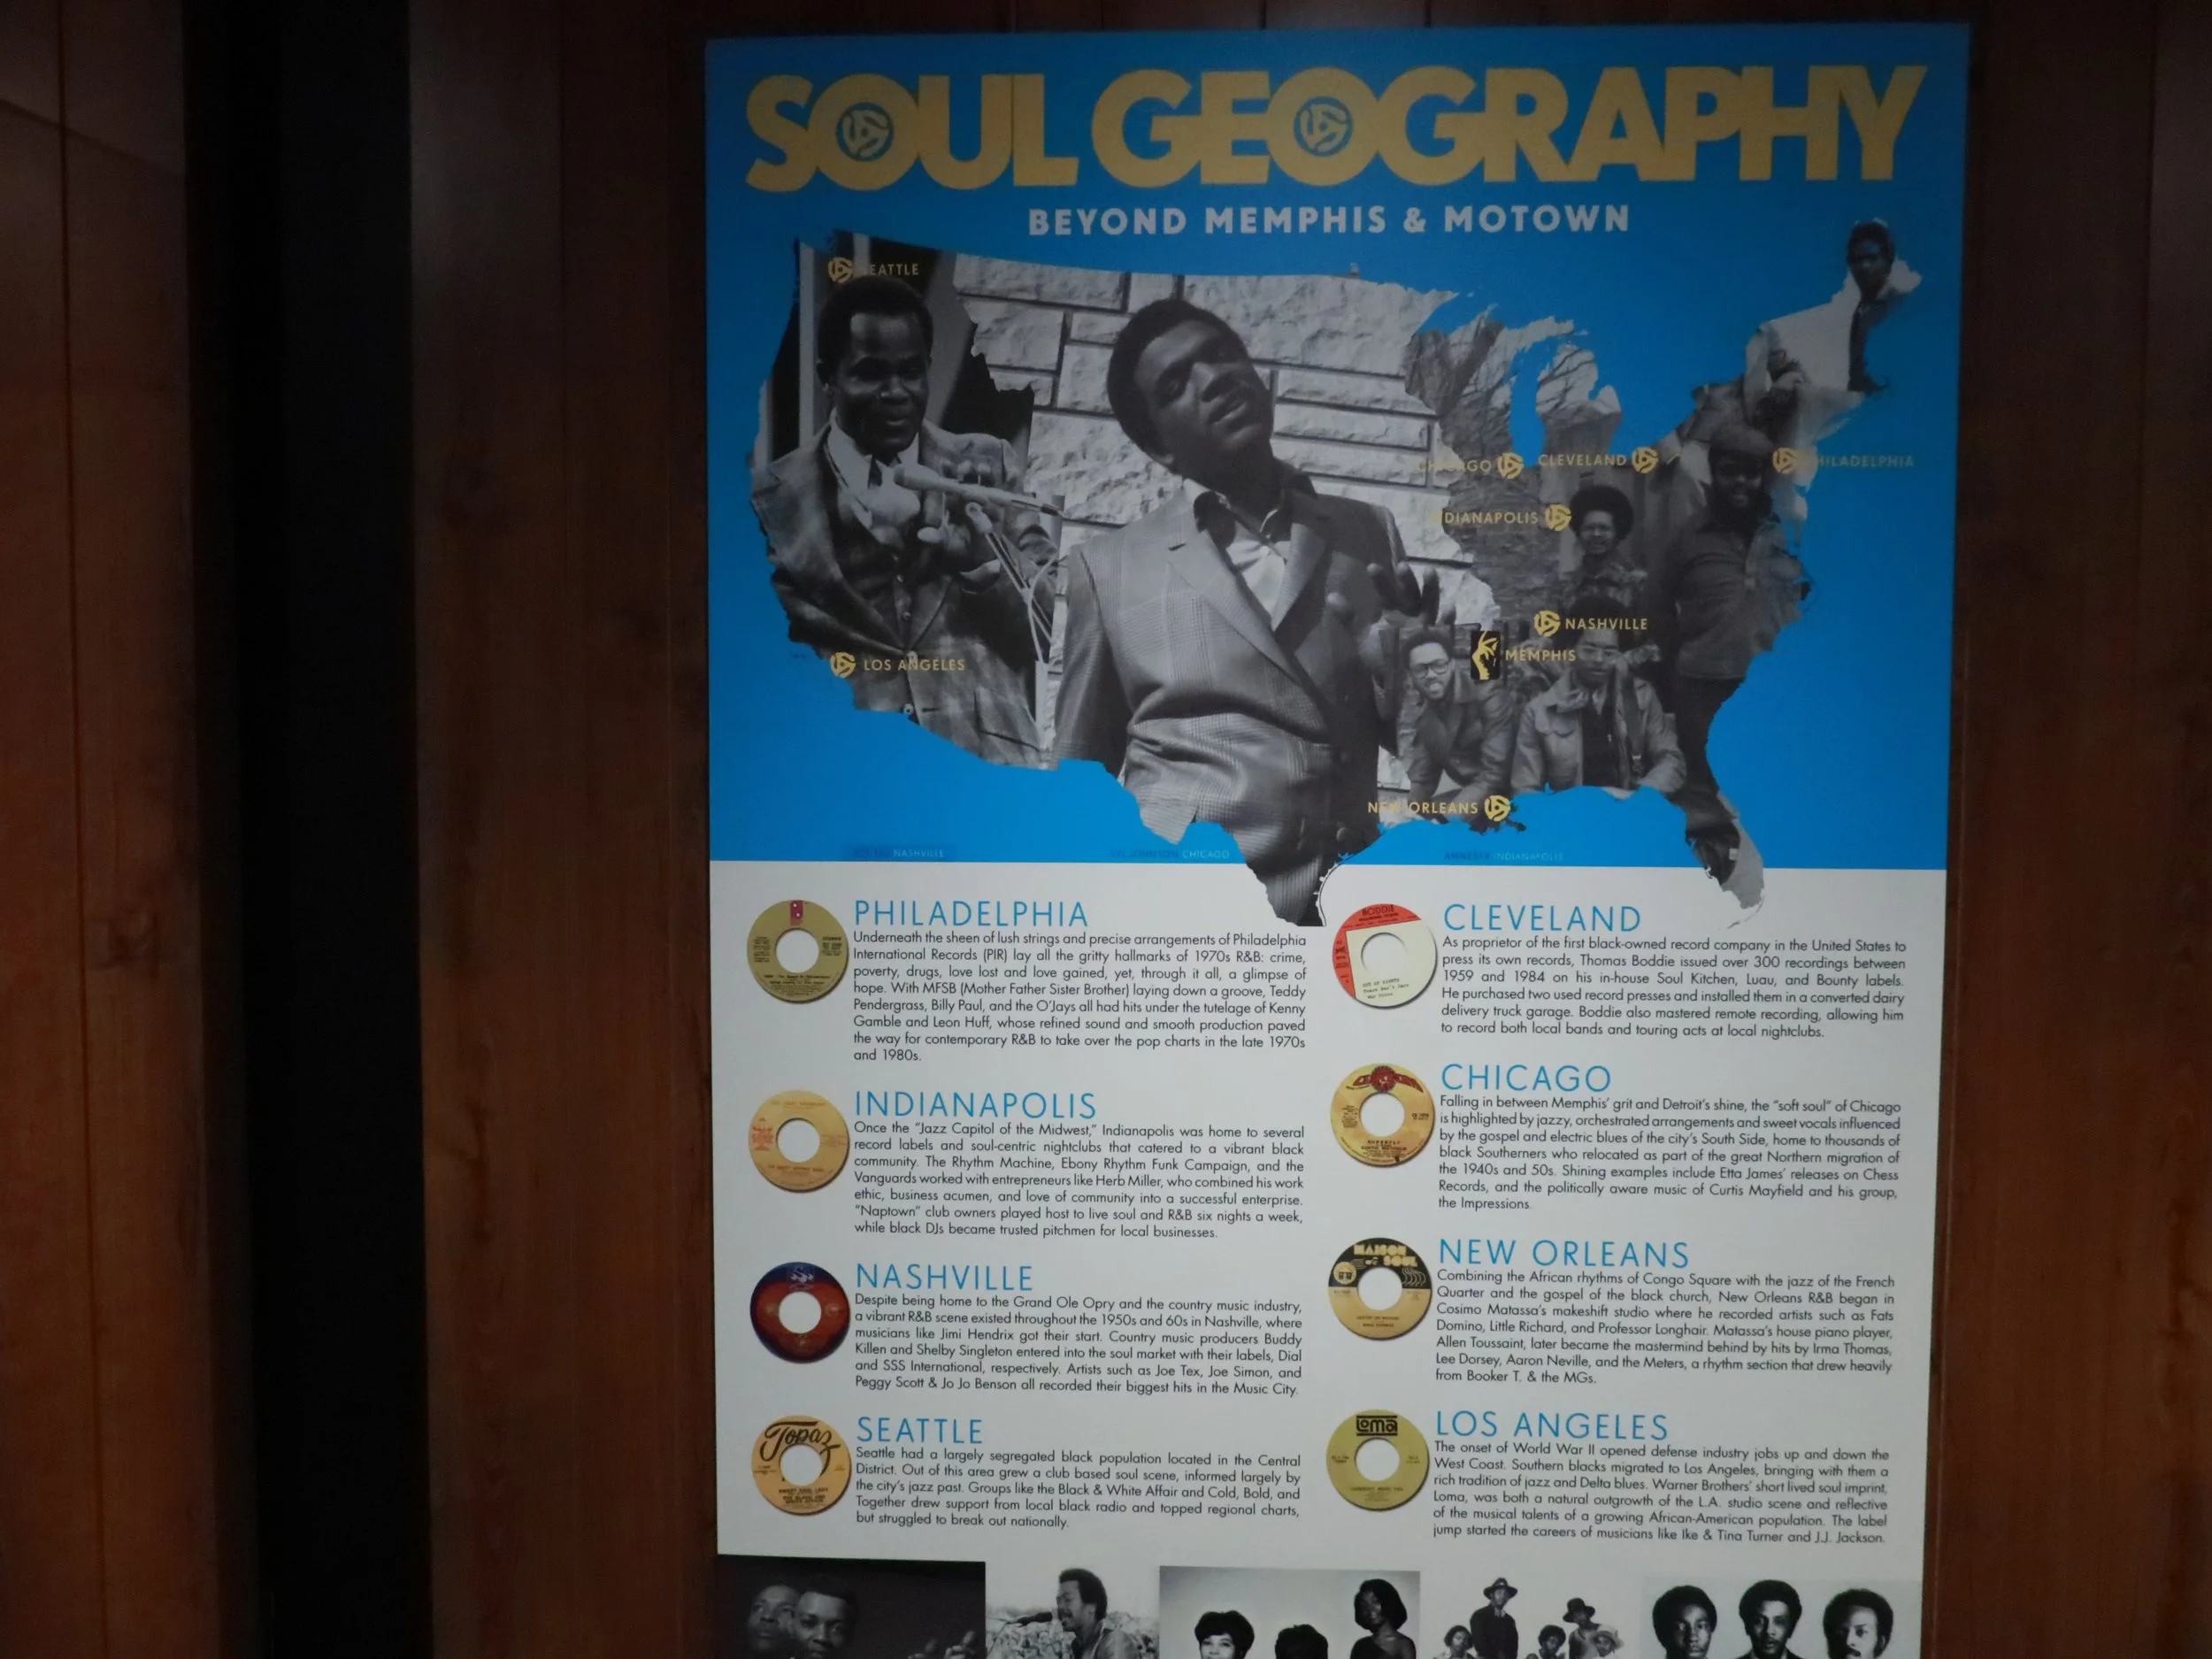 SOUL GEOGRAPHY
BEYOND MEMPHIS & MOTOWN
SEATTLE
CHICAGO
CLEVELAND
PHILADELPHIA
INDIANAPOLIS
NASHVILLE
MEMPHIS
LOS ANGELES
NEW ORLEANS
NASHVILLE
CHICAGO
AMNESTY INDIANAPOLIS
PHILADELPHIA
Underneath the sheen of lush strings and precise arrangements of Philadelphia
International Records (PIR) lay all the gritty hallmarks of 1970s R&B: crime,
poverty, drugs, love lost and love gained, yet, through it all, a glimpse of
hope. With MFSB (Mother Father Sister Brother) laying down a groove, Teddy
Pendergrass, Billy Paul, and the O'Jays all had hits under the tutelage of Kenny
Gamble and Leon Huff, whose refined sound and smooth production paved
the way for contemporary R&B to take over the pop charts in the late 1970s
and 1980s.
INDIANAPOLIS
Once the "Jazz Capitol of the Midwest," Indianapolis was home to several
record labels and soul-centric nightclubs that catered to a vibrant black
community. The Rhythm Machine, Ebony Rhythm Funk Campaign, and the
Vanguards worked with entrepreneurs like Herb Miller, who combined his work
ethic, business acumen, and love of community into a successful enterprise.
"Naptown" club owners played host to live soul and R&B six nights a week,
while black DJs became trusted pitchmen for local businesses.
NASHVILLE
Despite being home to the Grand Ole Opry and the country music industry,
a vibrant R&B scene existed throughout the 1950s and 60s in Nashville, where
musicians like Jimi Hendrix got their start. Country music producers Buddy
Killen and Shelby Singleton entered into the soul market with their labels, Dial
and SSS International, respectively. Artists such as Joe Tex, Joe Simon, and
Peggy Scott & Jo Jo Benson all recorded their biggest hits in the Music City.
Topaz
SEATTLE
Seattle had a largely segregated black population located in the Central
District. Out of this area grew a club based soul scene, informed largely by
the city's jazz past. Groups like the Black & White Affair and Cold, Bold, and
Together drew support from local black radio and topped regional charts,
but struggled to break out nationally.
BODDIE
CLEVELAND
As proprietor of the first black-owned record company in the United States to
press its own records, Thomas Boddie issued over 300 recordings between
1959 and 1984 on his in-house Soul Kitchen, Luau, and Bounty labels.
He purchased two used record presses and installed them in a converted dairy
delivery truck garage. Boddie also mastered remote recording, allowing him
to record both local bands and touring acts at local nightclubs.
CHICAGO
Falling in between Memphis' grit and Detroit's shine, the "soft soul" of Chicago
is highlighted by jazzy, orchestrated arrangements and sweet vocals influenced
by the gospel and electric blues of the city's South Side, home to thousands of
black Southerners who relocated as part of the great Northern migration of
the 1940s and 50s. Shining examples include Etta James' releases on Chess
Records, and the politically aware music of Curtis Mayfield and his group,
the Impressions.
MAISON
SOUL
NEW ORLEANS
Combining the African rhythms of Congo Square with the jazz of the French
Quarter and the gospel of the black church, New Orleans R&B began in
Cosimo Matassa's makeshift studio where he recorded artists such as Fats
Domino, Little Richard, and Professor Longhair. Matassa's house piano player,
Allen Toussaint, later became the mastermind behind by hits by Irma Thomas,
Lee Dorsey, Aaron Neville, and the Meters, a rhythm section that drew heavily
from Booker T. & the MGs.
Loma
LOS ANGELES
The onset of World War II opened defense industry jobs up and down the
West Coast. Southern blacks migrated to Los Angeles, bringing with them a
rich tradition of jazz and Delta blues. Warner Brothers' short lived soul imprint,
Loma, was both a natural outgrowth of the L.A. studio scene and reflective
of the musical talents of a growing African-American population. The label
jump started the careers of musicians like Ike & Tina Turner and J.J. Jackson.